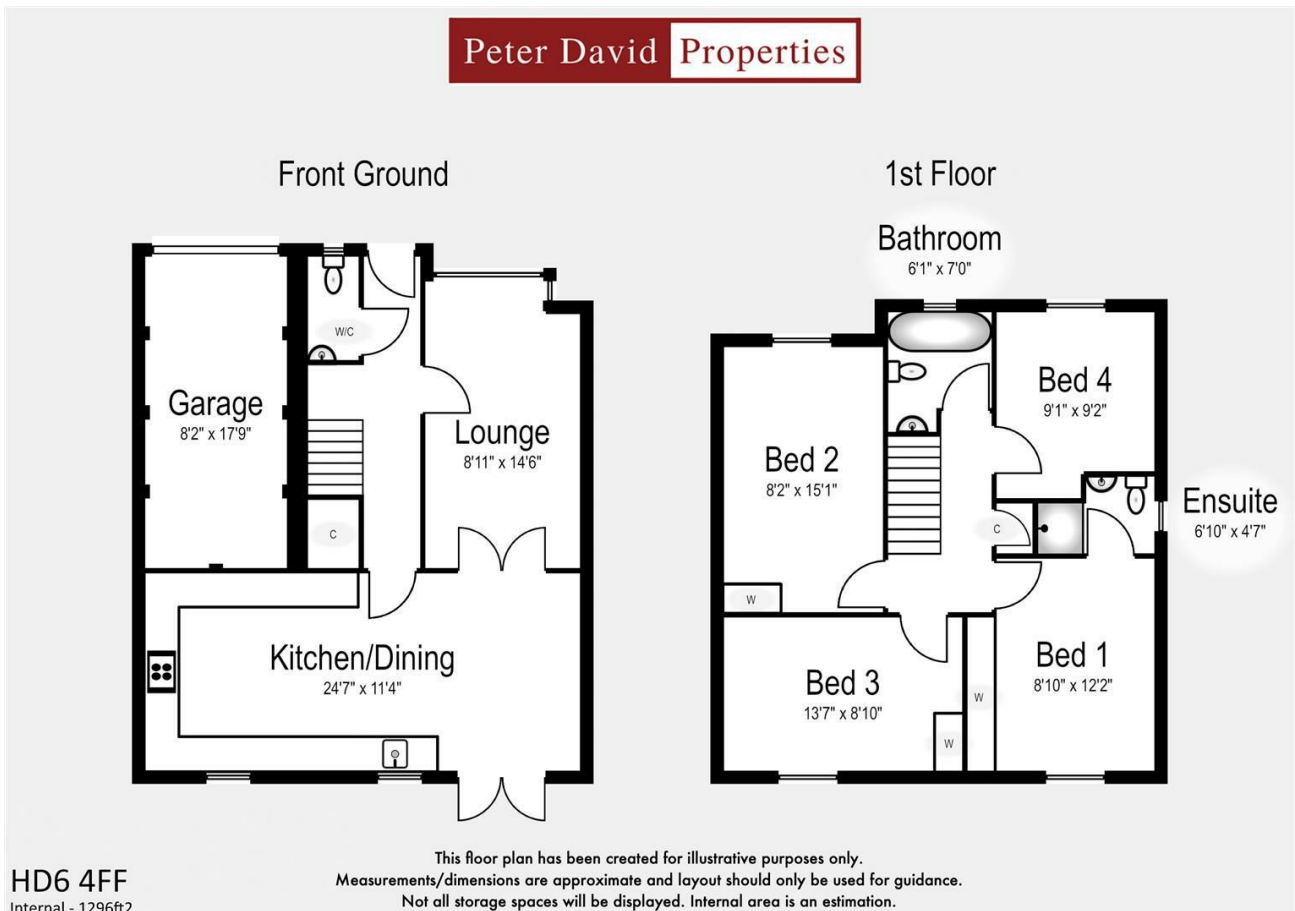 Peter David Properties
Front Ground
1st Floor
Bathroom
6'1" x 7'0"
W/C
Garage
8'2" x 17'9"
Lounge
8'11" x 14'6"
C
Kitchen/Dining
24'7" x 11'4"
Bed 4
9'1" x 9'2"
Bed 2
8'2" x 15'1"
Ensuite
6'10" x 4'7"
C
W
Bed 1
8'10" x 12'2"
Bed 3
13'7" x 8'10"
W
W
This floor plan has been created for illustrative purposes only.
Measurements/dimensions are approximate and layout should only be used for guidance.
Not all storage spaces will be displayed. Internal area is an estimation.
HD6 4FF
Internal - 1296ft2